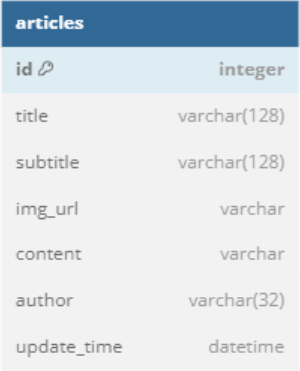 articles
id integer
title varchar(128)
subtitle varchar(128)
img_url varchar
content varchar
author varchar(32)
update_time datetime